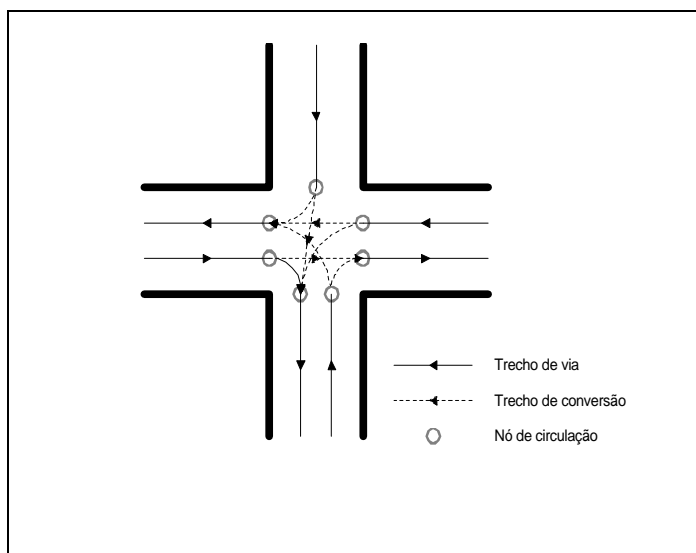 Trecho de via
Trecho de conversão
Nó de circulação